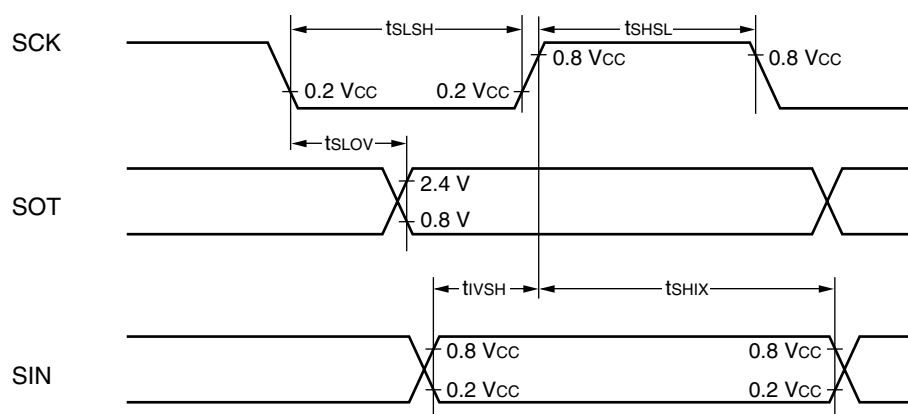 tSLSH
tSHSL
SCK
0.8 VCC
0.8 VCC
0.2 VCC
0.2 VCC
tSLOV
2.4 V
SOT
0.8 V
tIVSH
tSHIX
0.8 VCC
0.8 VCC
SIN
0.2 VCC
0.2 VCC